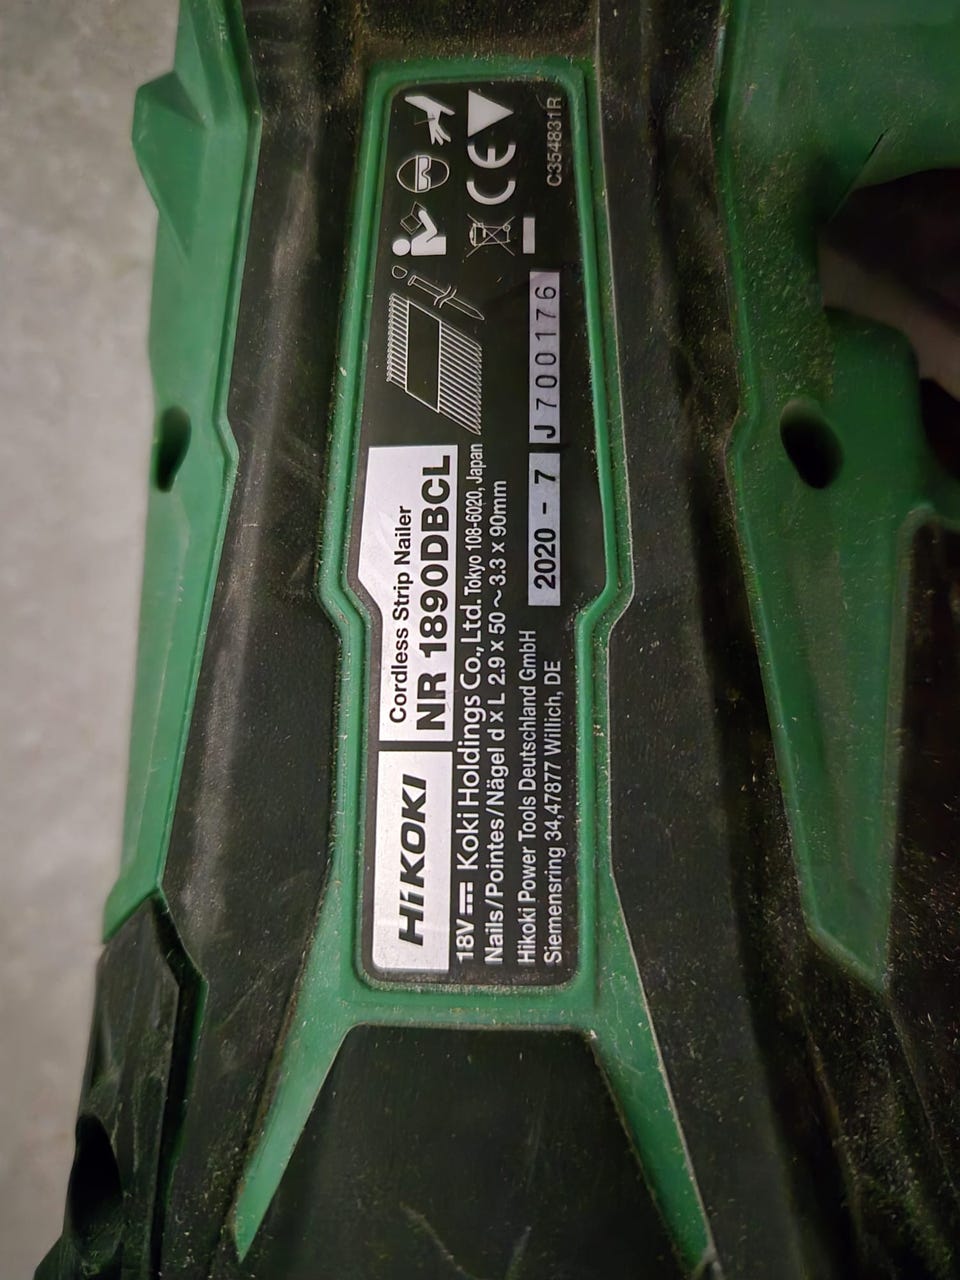 HiKOKI
Cordless Strip Nailer
NR 1890DBCL
18V Koki Holdings Co., Ltd. Tokyo 108-6020, Japan
Nails/Pointes/Nägel d x L 2.9 x 50 ~ 3.3 x 90mm
Hikoki Power Tools Deutschland GmbH
Siemensring 34,47877 Willich, DE
2020 - 7 J700176
CE
C354831R